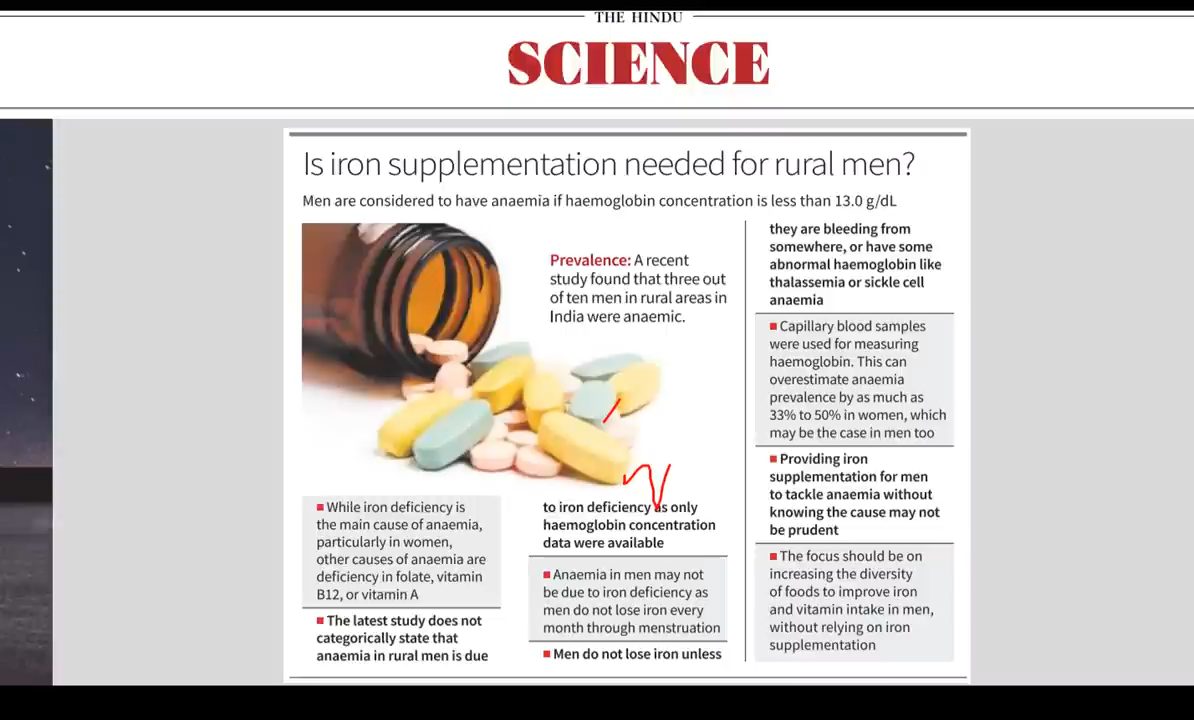 THE HINDU
SCIENCE
Is iron supplementation needed for rural men?
Men are considered to have anaemia if haemoglobin concentration is less than 13.0 g/dL
Prevalence: A recent
study found that three out
of ten men in rural areas in
India were anaemic.
■ While iron deficiency is
the main cause of anaemia,
particularly in women,
other causes of anaemia are
deficiency in folate, vitamin
B12, or vitamin A
■ The latest study does not
categorically state that
anaemia in rural men is due
to iron deficiency as only
haemoglobin concentration
data were available
■ Anaemia in men may not
be due to iron deficiency as
men do not lose iron every
month through menstruation
■ Men do not lose iron unless
they are bleeding from
somewhere, or have some
abnormal haemoglobin like
thalassemia or sickle cell
anaemia
■ Capillary blood samples
were used for measuring
haemoglobin. This can
overestimate anaemia
prevalence by as much as
33% to 50% in women, which
may be the case in men too
■ Providing iron
supplementation for men
to tackle anaemia without
knowing the cause may not
be prudent
■ The focus should be on
increasing the diversity
of foods to improve iron
and vitamin intake in men,
without relying on iron
supplementation